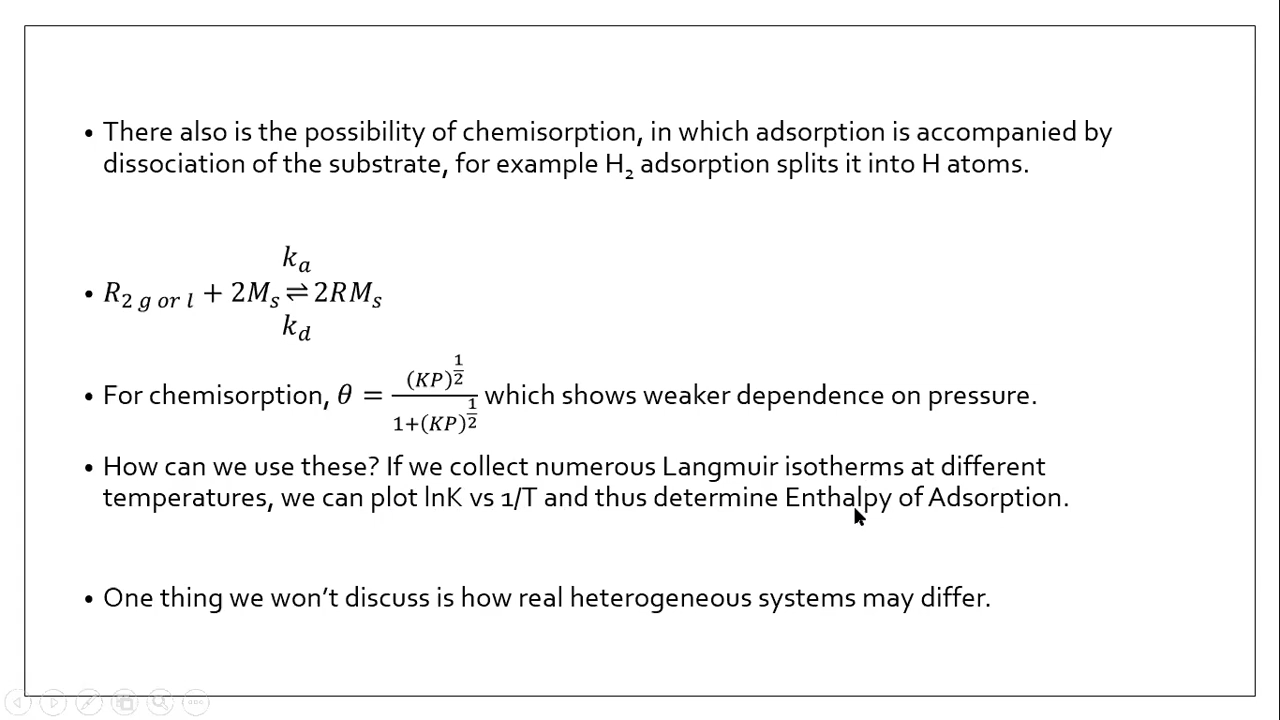 • There also is the possibility of chemisorption, in which adsorption is accompanied by
dissociation of the substrate, for example H₂ adsorption splits it into H atoms.
kₐ
• R₂ g or l + 2Mₛ ⇌ 2RMₛ
k_d
• For chemisorption, θ = (KP)^(1/2) / 1+(KP)^(1/2) which shows weaker dependence on pressure.
• How can we use these? If we collect numerous Langmuir isotherms at different
temperatures, we can plot lnK vs 1/T and thus determine Enthalpy of Adsorption.
• One thing we won't discuss is how real heterogeneous systems may differ.